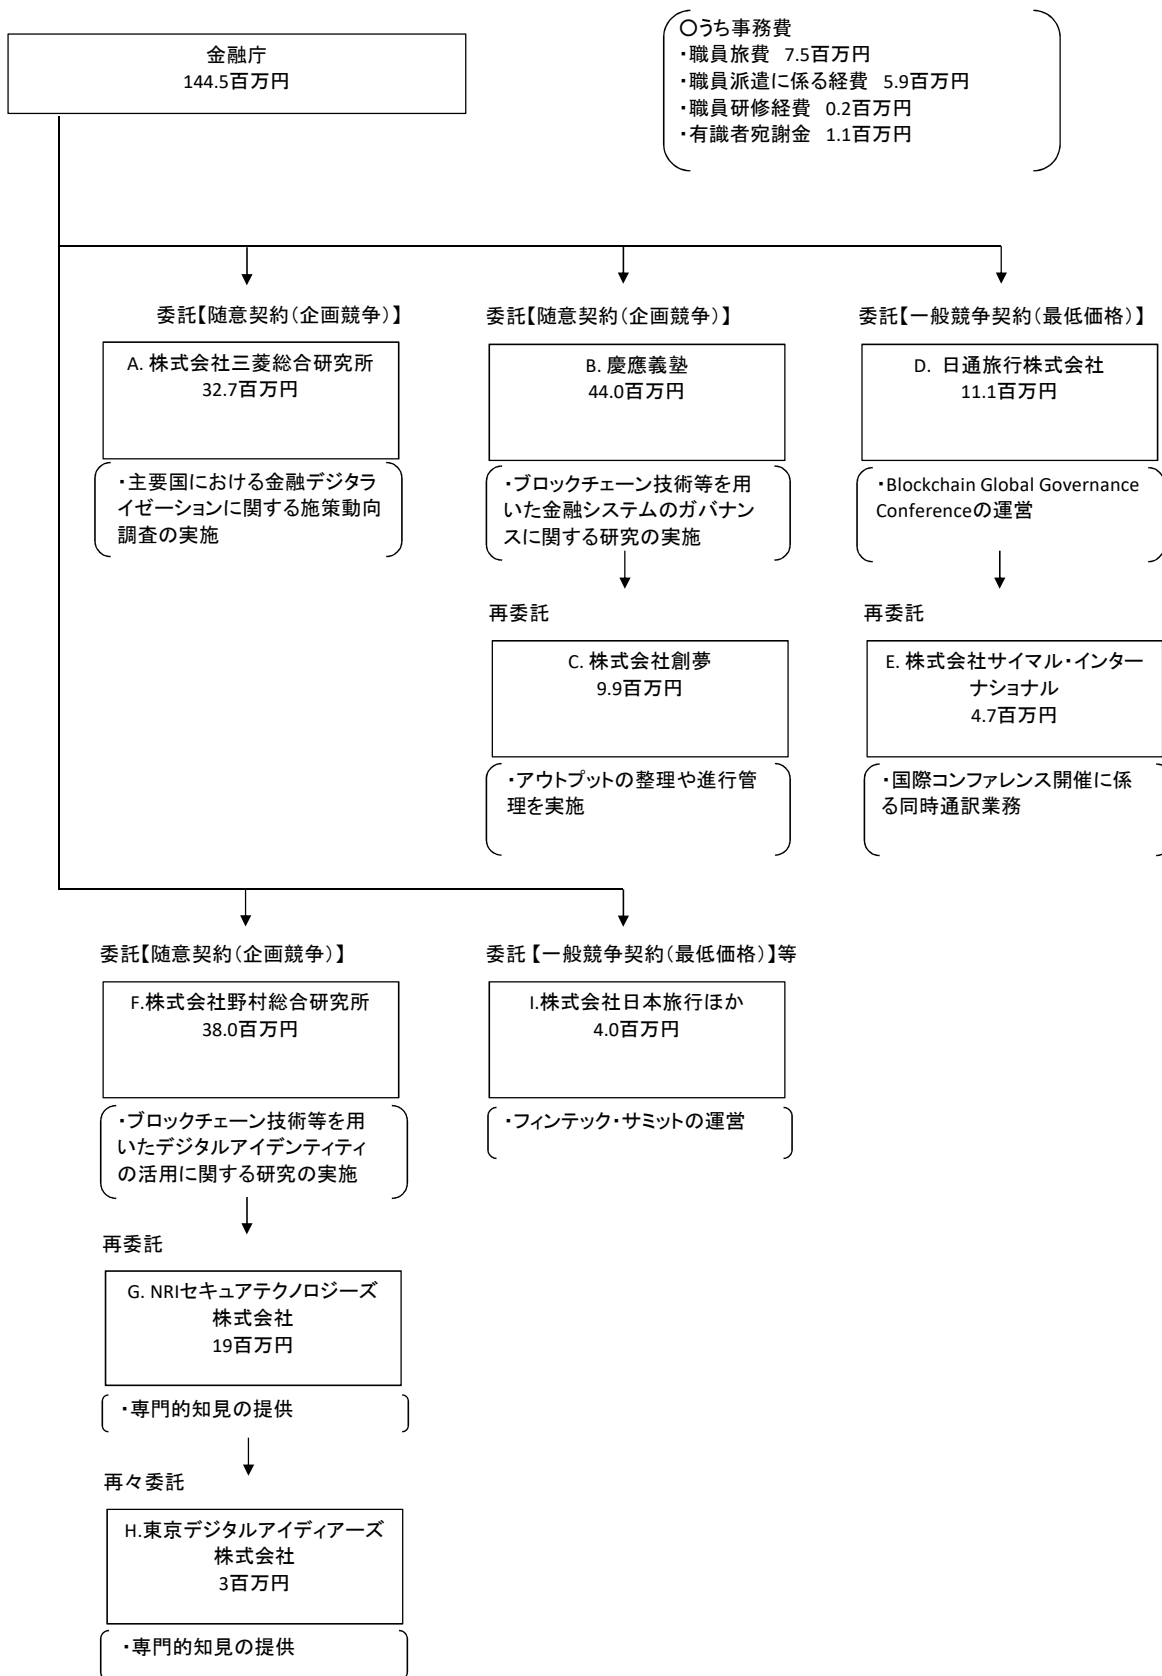 金融庁
144.5百万円
○うち事務費
・職員旅費 7.5百万円
・職員派遣に係る経費 5.9百万円
・職員研修経費 0.2百万円
・有識者宛謝金 1.1百万円
委託【随意契約(企画競争)】
A. 株式会社三菱総合研究所
32.7百万円
・主要国における金融デジタラ
イゼーションに関する施策動向
調査の実施
委託【随意契約(企画競争)】
B. 慶應義塾
44.0百万円
・ブロックチェーン技術等を用
いた金融システムのガバナン
スに関する研究の実施
再委託
C. 株式会社創夢
9.9百万円
・アウトプットの整理や進行管
理を実施
委託【一般競争契約(最低価格)】
D. 日通旅行株式会社
11.1百万円
・Blockchain Global Governance
Conferenceの運営
再委託
E. 株式会社サイマル・インター
ナショナル
4.7百万円
・国際コンファレンス開催に係
る同時通訳業務
委託【随意契約(企画競争)】
F.株式会社野村総合研究所
38.0百万円
・ブロックチェーン技術等を用
いたデジタルアイデンティティ
の活用に関する研究の実施
再委託
G. NRIセキュアテクノロジーズ
株式会社
19百万円
・専門的知見の提供
再々委託
H.東京デジタルアイディアーズ
株式会社
3百万円
・専門的知見の提供
委託【一般競争契約(最低価格)】等
I.株式会社日本旅行ほか
4.0百万円
・フィンテック・サミットの運営